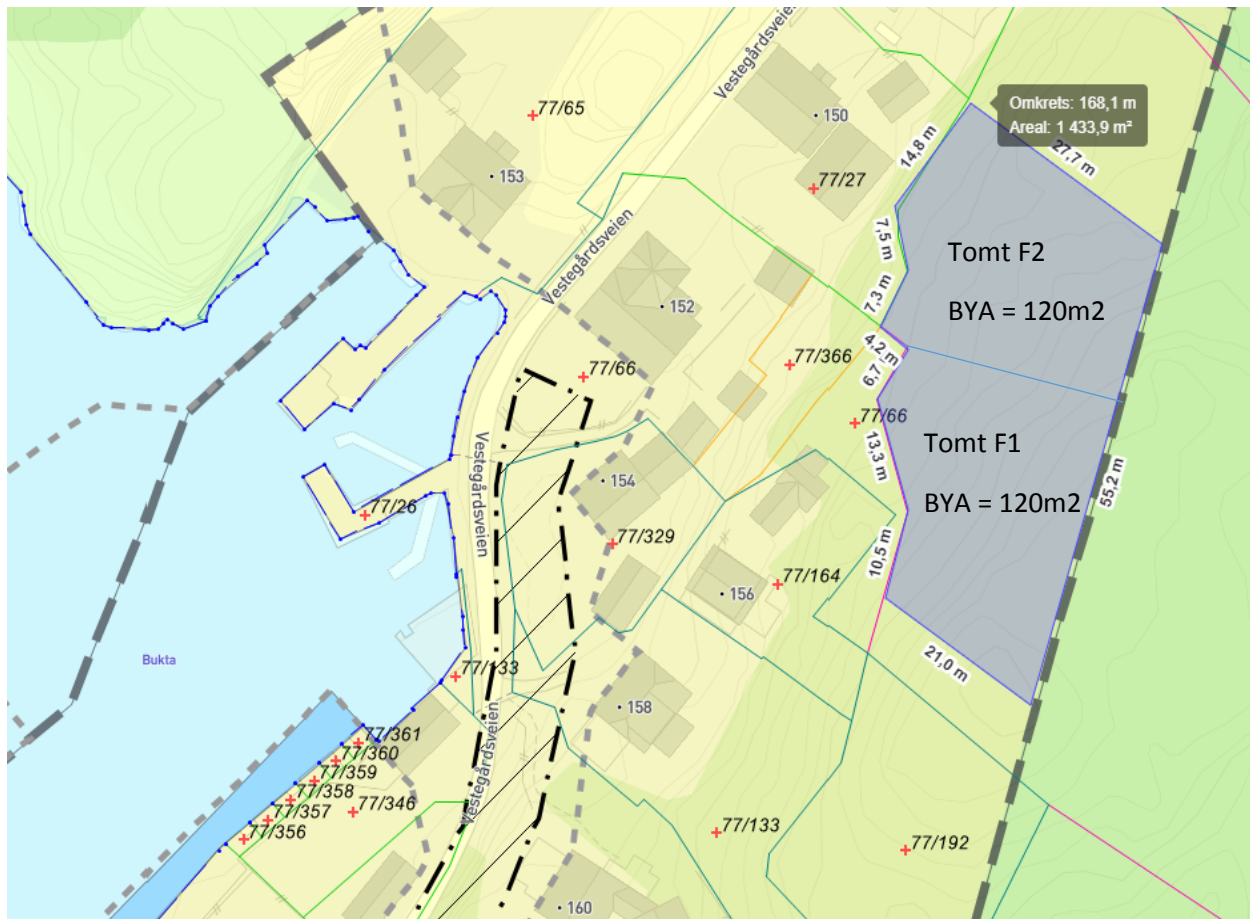 Vestegårdsveien
77/65
150
Omkrets: 168,1 m
Areal: 1 433,9 m²
14,8 m
27,7 m
153
77/27
7,5 m
Tomt F2
Vestegårdsveien
152
7,3 m
BYA = 120m2
4,2 m
77/66
77/366
6,7
77/66
Tomt F1
Vestegårdsveien
154
13,3 m
55,2 m
77/26
BYA = 120m2
77/329
10,5 m
156
77/164
Bukta
77/133
21,0 m
158
Vestegårdsveien
77/361
77/360
77/359
77/358
77/357
77/346
77/356
77/133
77/192
160